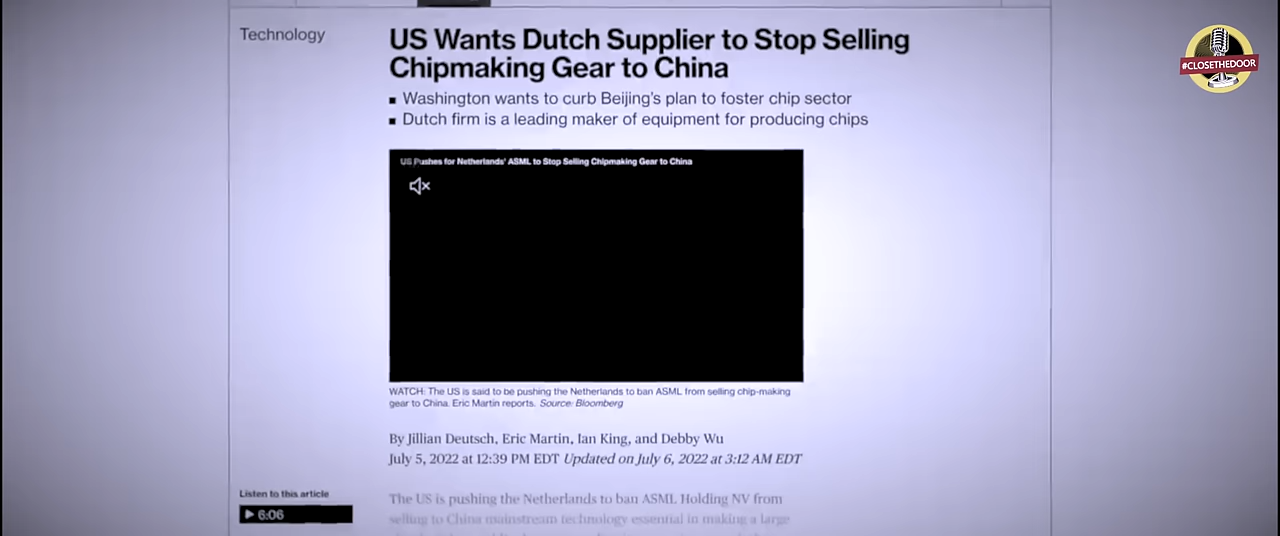 #CLOSETHEDOOR
Technology
US Wants Dutch Supplier to Stop Selling
Chipmaking Gear to China
Washington wants to curb Beijing's plan to foster chip sector
Dutch firm is a leading maker of equipment for producing chips
US Pushes for Netherlands' ASML to Stop Selling Chipmaking Gear to China
WATCH: The US is said to be pushing the Netherlands to ban ASML from selling chip-making
gear to China. Eric Martin reports. Source: Bloomberg
By Jillian Deutsch, Eric Martin, Ian King, and Debby Wu
July 5, 2022 at 12:39 PM EDT Updated on July 6, 2022 at 3:12 AM EDT
Listen to this article
6:06
The US is pushing the Netherlands to ban ASML Holding NV from
selling to China mainstream technology essential in making a large